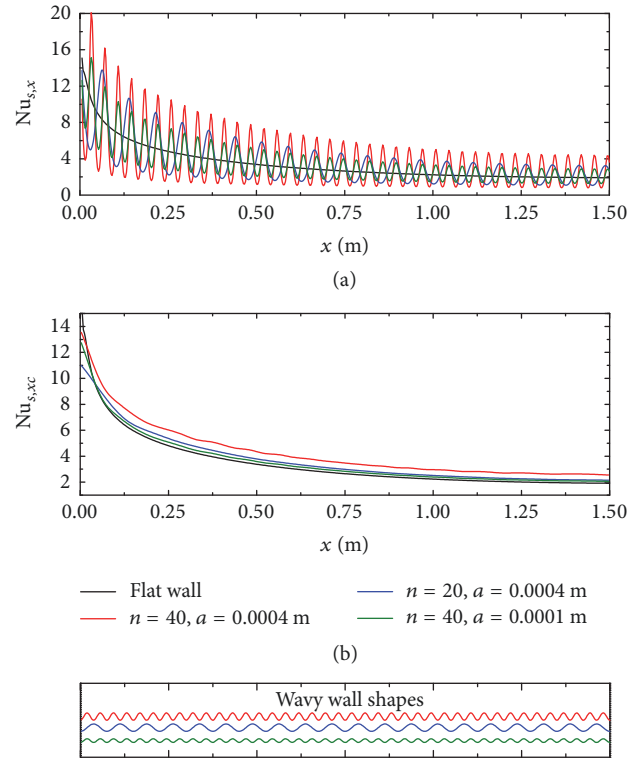 20
16
12
8
4
0
Nu_{s,x}
0.00 0.25 0.50 0.75 1.00 1.25 1.50
x (m)
(a)
14
12
10
8
6
4
2
Nu_{s,xc}
0.00 0.25 0.50 0.75 1.00 1.25 1.50
x (m)
Flat wall
n = 40, a = 0.0004 m
n = 20, a = 0.0004 m
n = 40, a = 0.0001 m
(b)
Wavy wall shapes